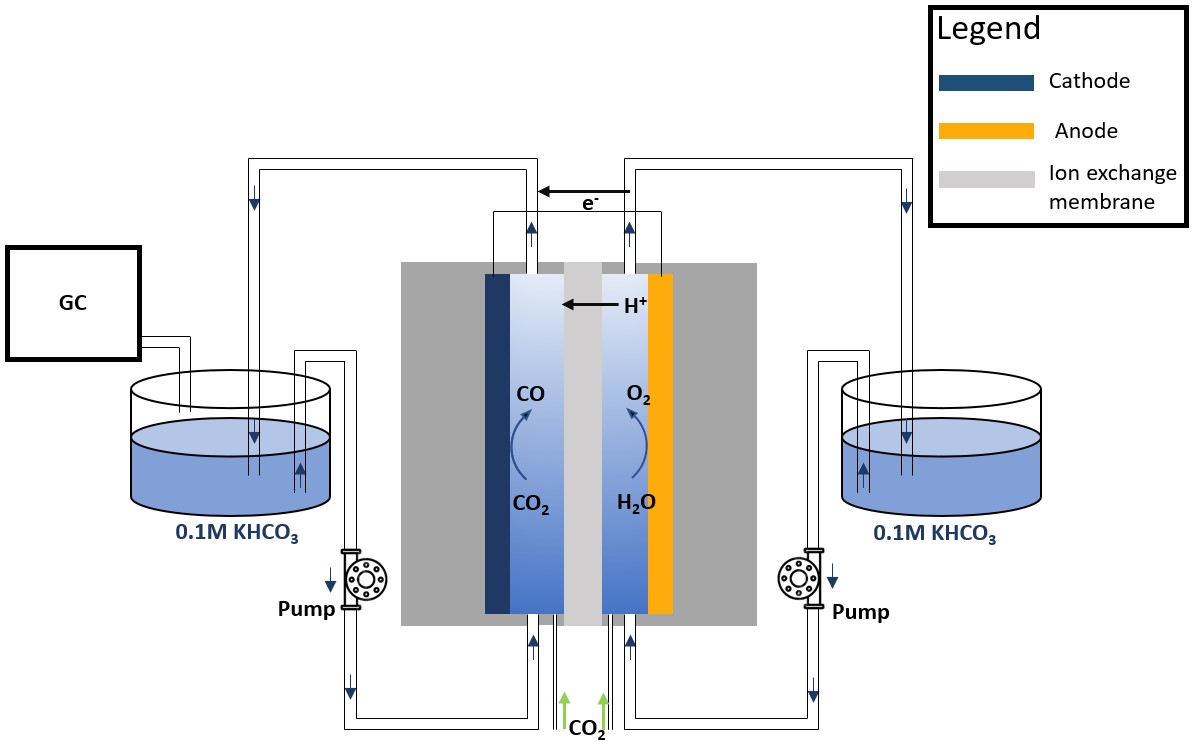 Legend
Cathode
Anode
Ion exchange
membrane
e⁻
GC
H⁺
CO
O₂
CO₂
H₂O
0.1M KHCO₃
0.1M KHCO₃
Pump
Pump
CO₂